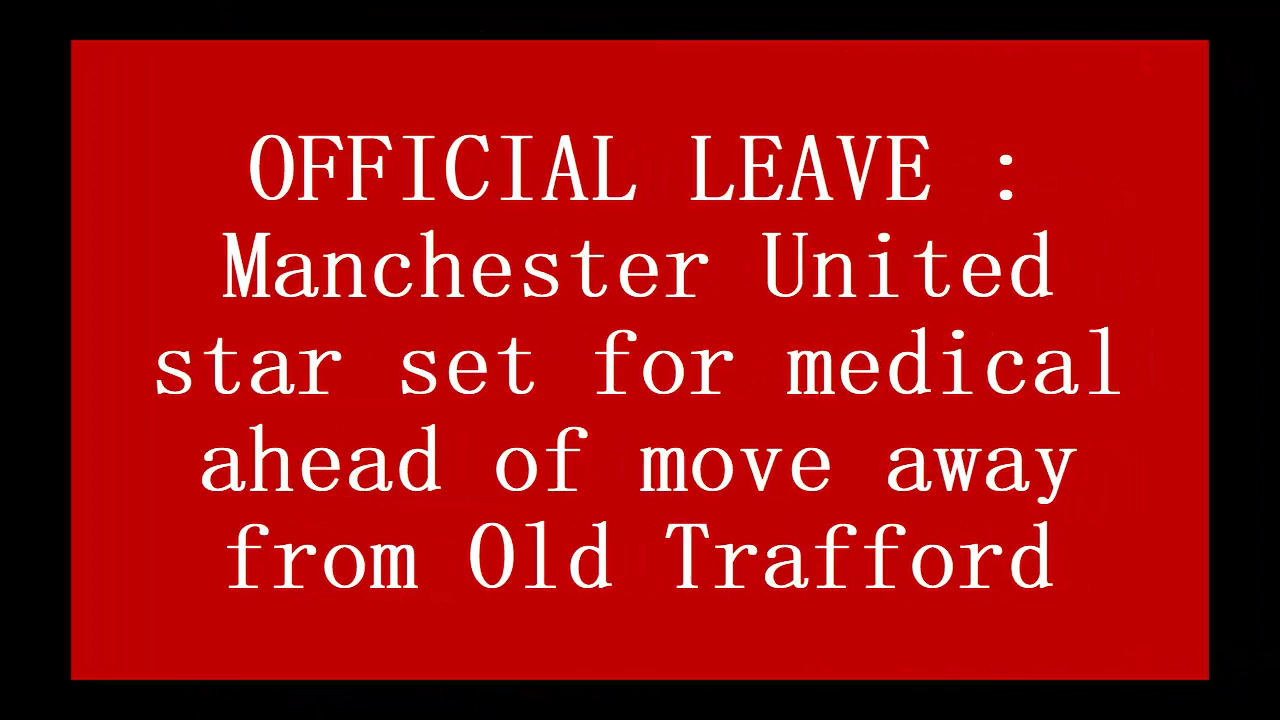 OFFICIAL LEAVE :
Manchester United
star set for medical
ahead of move away
from Old Trafford